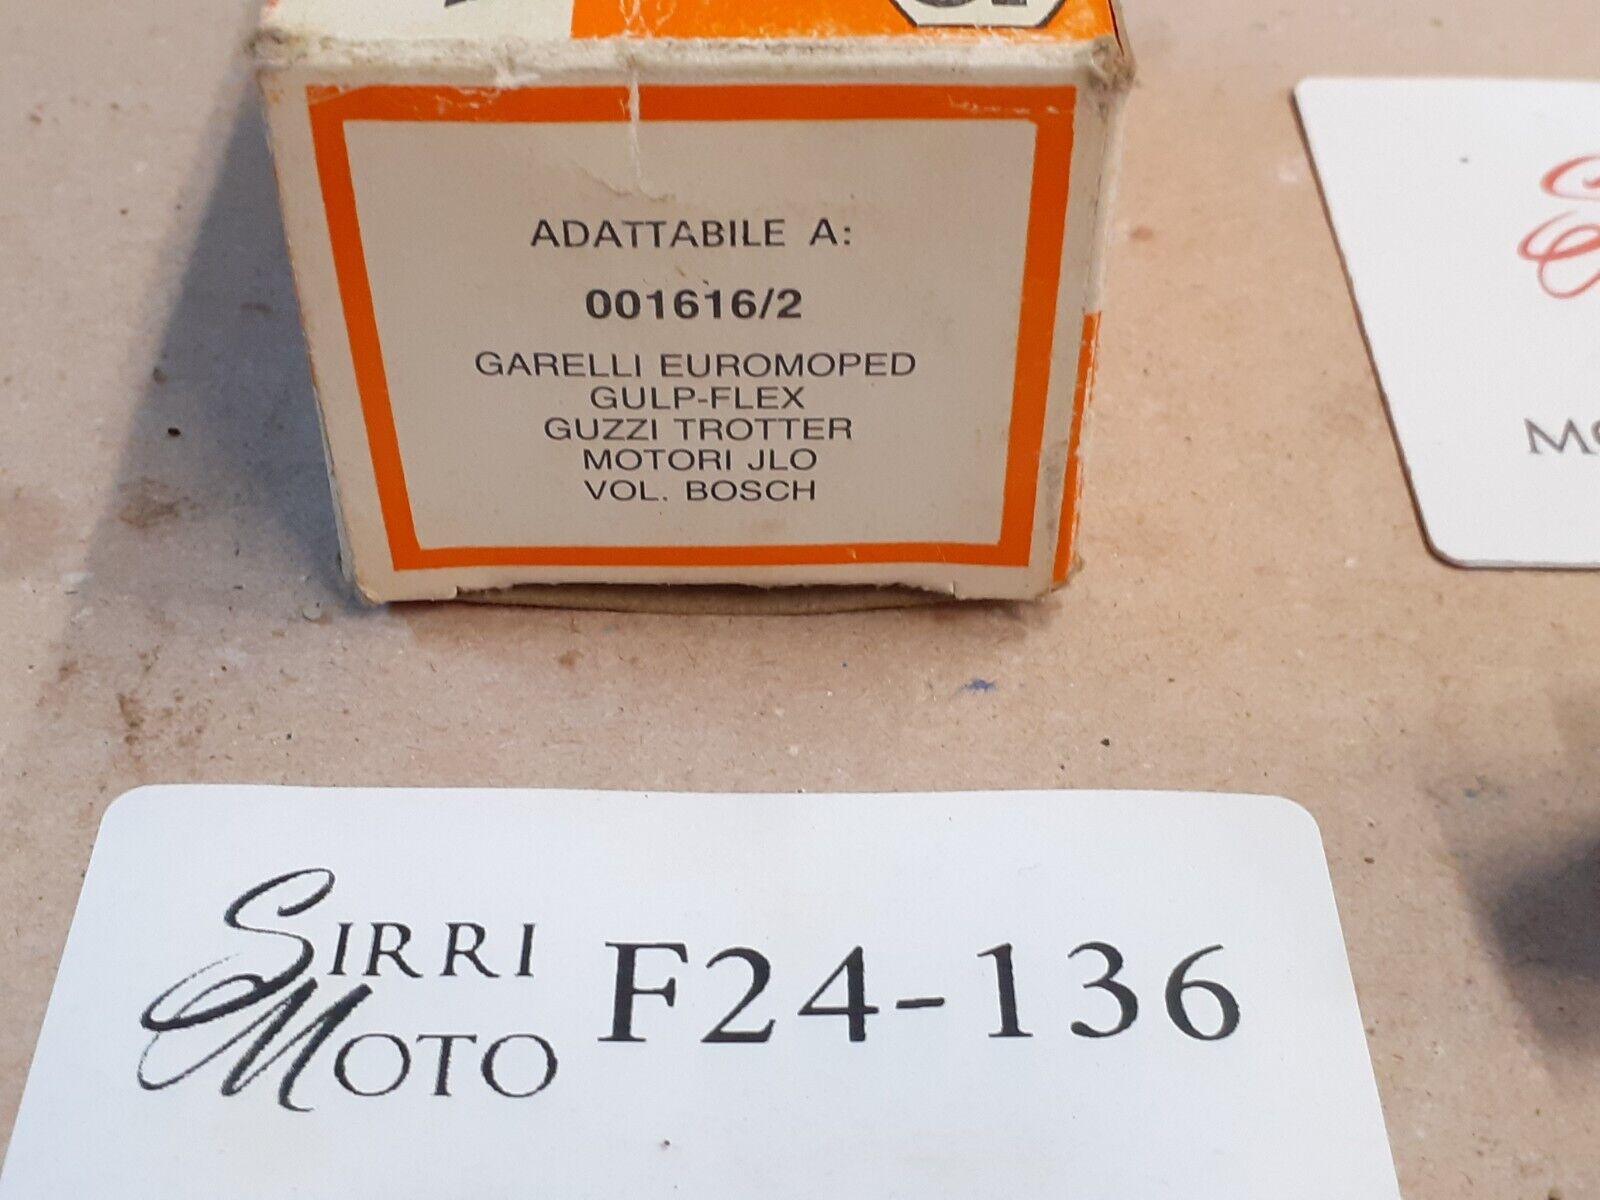 ADATTABILE A:
001616/2
GARELLI EUROMOPED
GULP-FLEX
GUZZI TROTTER
MOTORI JLO
VOL. BOSCH
SIRRI
MOTO
F24-136